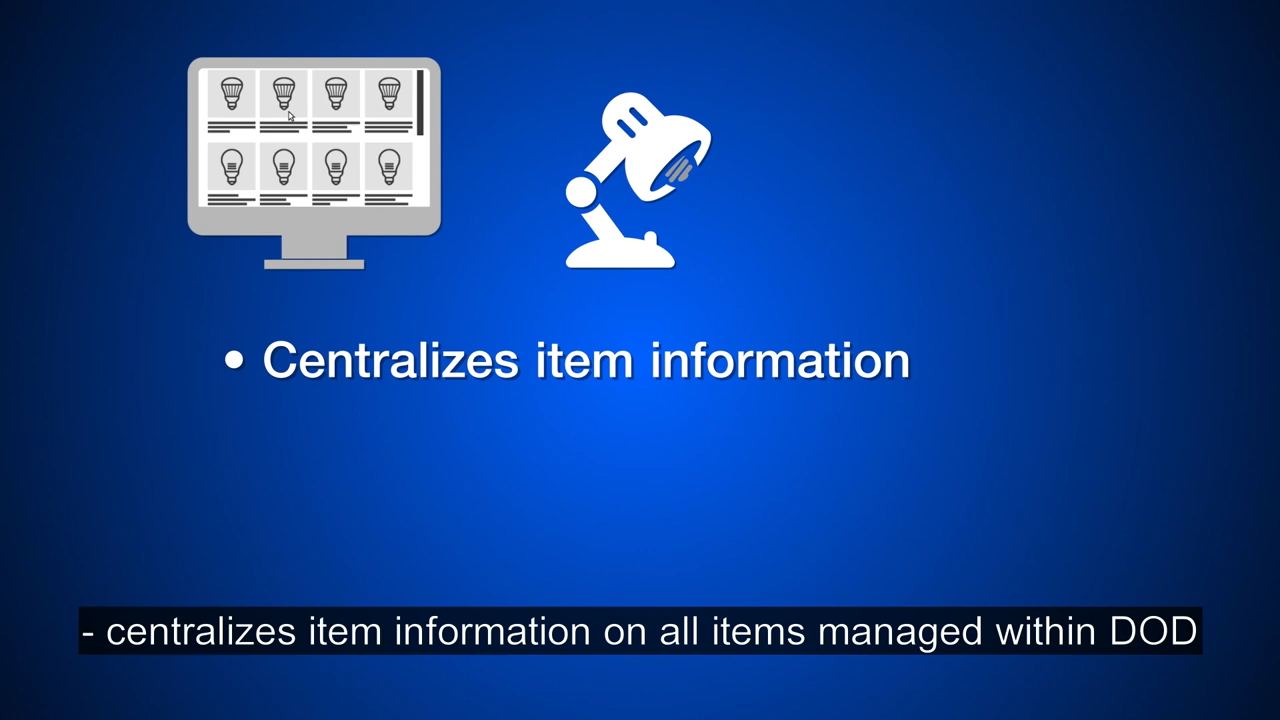 • Centralizes item information
- centralizes item information on all items managed within DOD